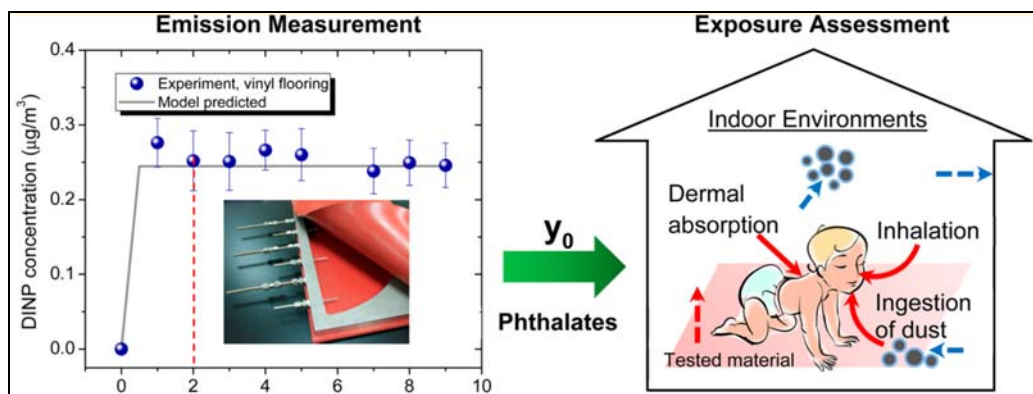 Emission Measurement
DINP concentration (μg/m³)
0.4
0.3
0.2
0.1
0.0
Experiment, vinyl flooring
Model predicted
0 2 4 6 8 10
y₀
Phthalates
Exposure Assessment
Indoor Environments
Dermal
absorption
Inhalation
Ingestion
of dust
Tested material